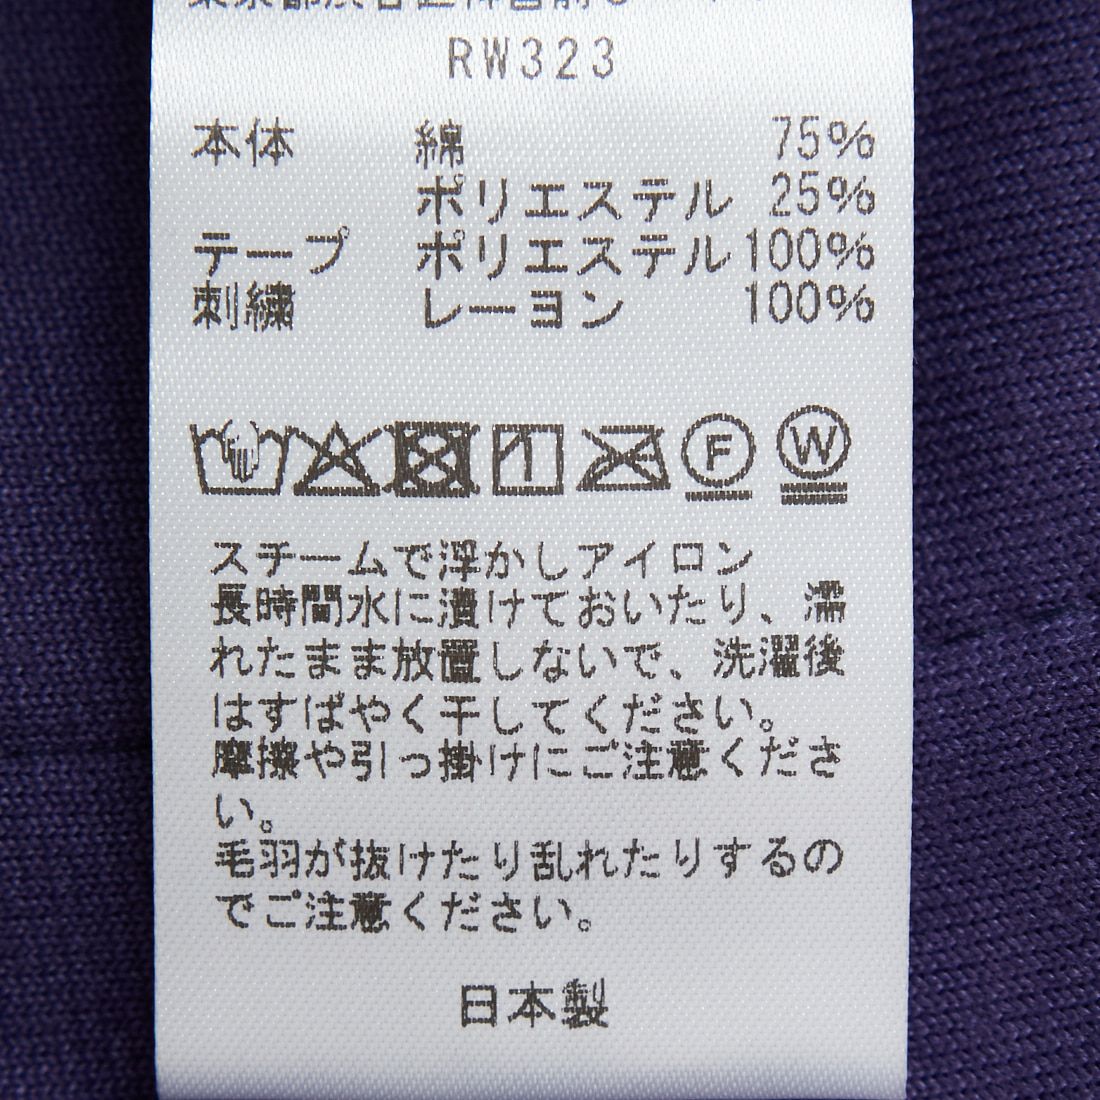 RW323
本体 綿 75%
ポリエステル 25%
テープ ポリエステル 100%
刺繍 レーヨン 100%
F W
スチームで浮かしアイロン
長時間水に漬けておいたり、濡
れたまま放置しないで、洗濯後
はすばやく干してください。
摩擦や引っ掛けにご注意くださ
い。
毛羽が抜けたり乱れたりするの
でご注意ください。
日本製